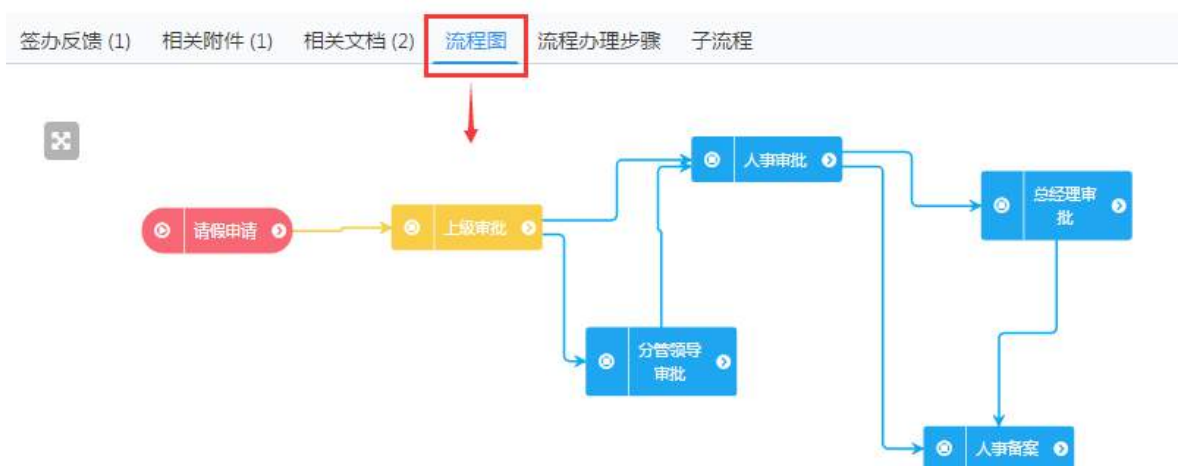 签办反馈 (1) 相关附件 (1) 相关文档 (2) 流程图 流程办理步骤 子流程
人事审批
总经理审
批
请假申请
上级审批
分管领导
审批
人事备案